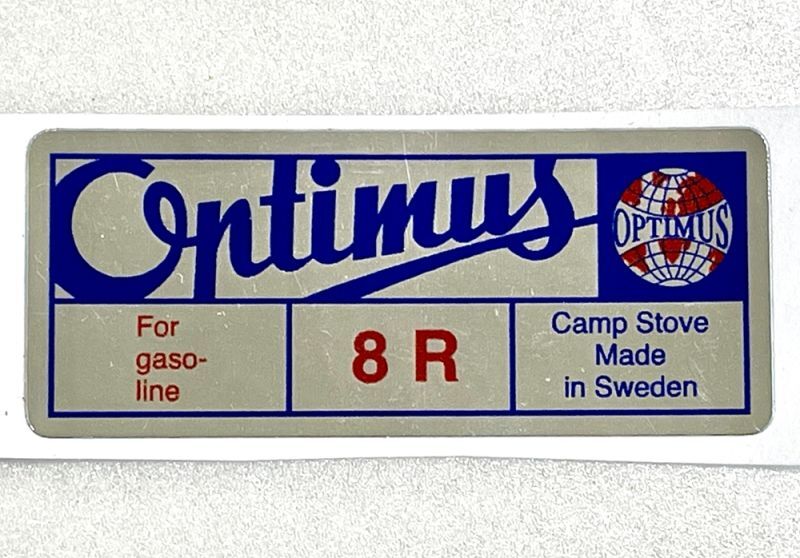 Optimus
OPTIMUS
For
gaso-
line
8 R
Camp Stove
Made
in Sweden